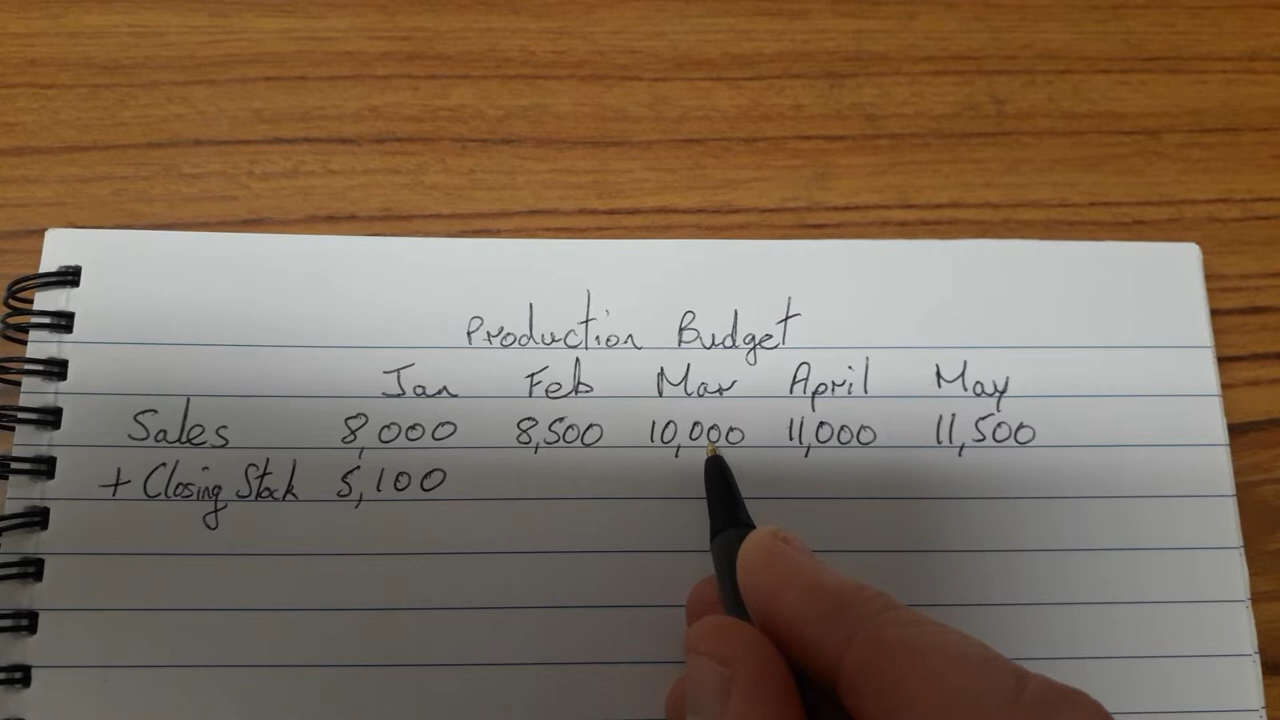 Production Budget
Jan Feb Mar April May
Sales 8,000 8,500 10,000 11,000 11,500
+ Closing Stock 5,100